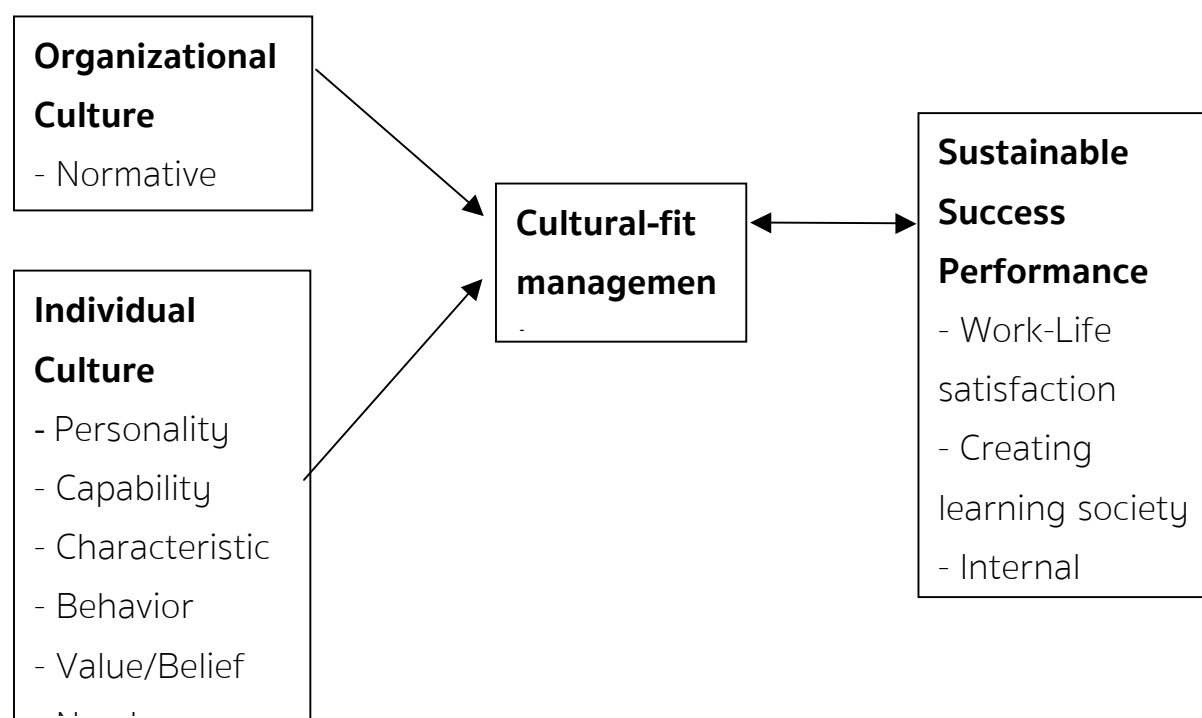 Organizational
Culture
- Normative
Individual
Culture
- Personality
- Capability
- Characteristic
- Behavior
- Value/Belief
Cultural-fit
managemen
Sustainable
Success
Performance
- Work-Life
satisfaction
- Creating
learning society
- Internal